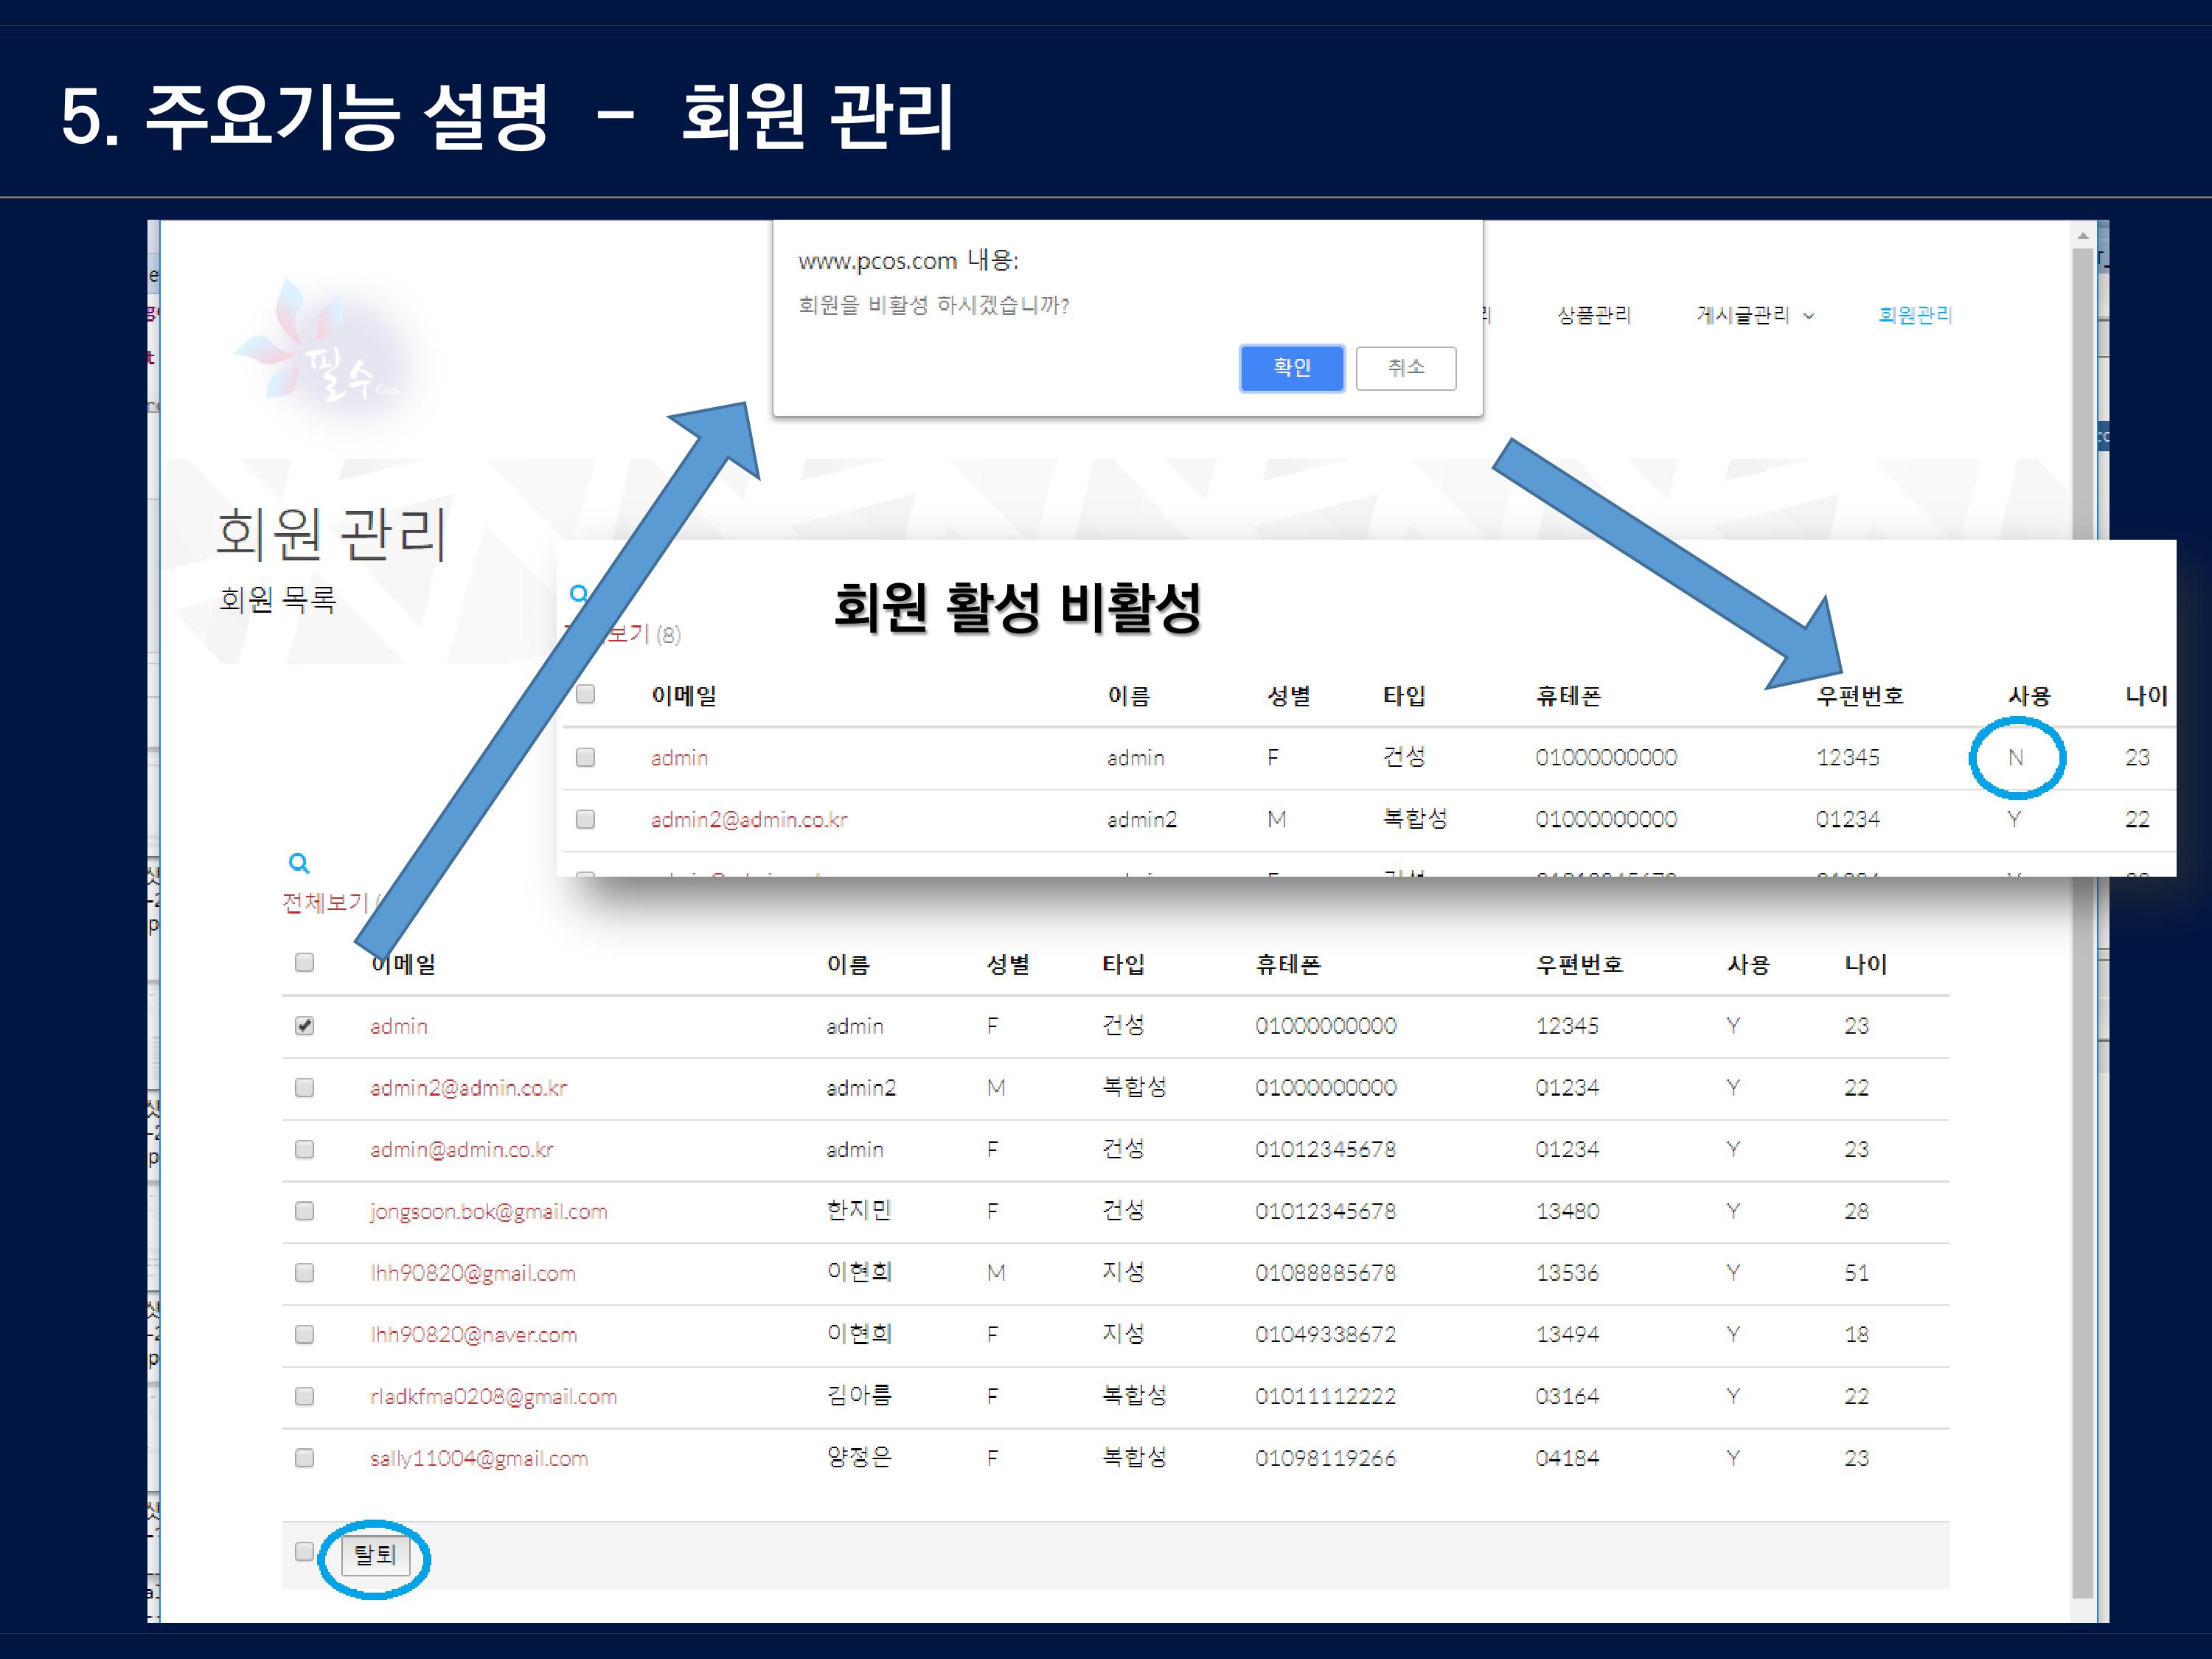 5. 주요기능 설명 - 회원 관리
www.pcos.com 내용:
회원을 비활성 하시겠습니까?
확인 취소
상품관리 게시글관리 회원관리
필수 Cos
회원 관리
회원 목록
회원 활성 비활성
보기 (8)
이메일 이름 성별 타입 휴테폰 우편번호 사용 나이
admin admin F 건성 01000000000 12345 N 23
admin2@admin.co.kr admin2 M 복합성 01000000000 01234 Y 22
전체보기
이메일 이름 성별 타입 휴테폰 우편번호 사용 나이
admin admin F 건성 01000000000 12345 Y 23
admin2@admin.co.kr admin2 M 복합성 01000000000 01234 Y 22
admin@admin.co.kr admin F 건성 01012345678 01234 Y 23
jongsoon.bok@gmail.com 한지민 F 건성 01012345678 13480 Y 28
lhh90820@gmail.com 이현희 M 지성 01088885678 13536 Y 51
lhh90820@naver.com 이현희 F 지성 01049338672 13494 Y 18
rladkfma0208@gmail.com 김아름 F 복합성 01011112222 03164 Y 22
sally11004@gmail.com 양정은 F 복합성 01098119266 04184 Y 23
탈퇴